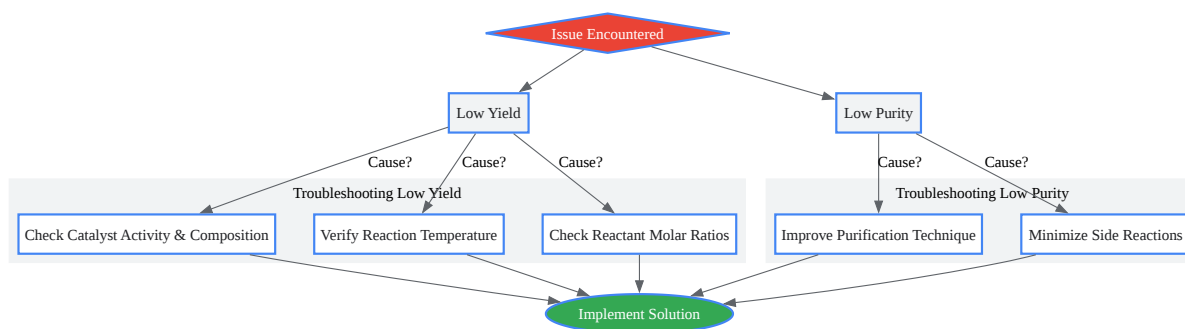 Issue Encountered
Low Yield
Low Purity
Cause?
Cause?
Cause?
Cause?
Cause?
Troubleshooting Low Yield
Troubleshooting Low Purity
Check Catalyst Activity & Composition
Verify Reaction Temperature
Check Reactant Molar Ratios
Improve Purification Technique
Minimize Side Reactions
Implement Solution